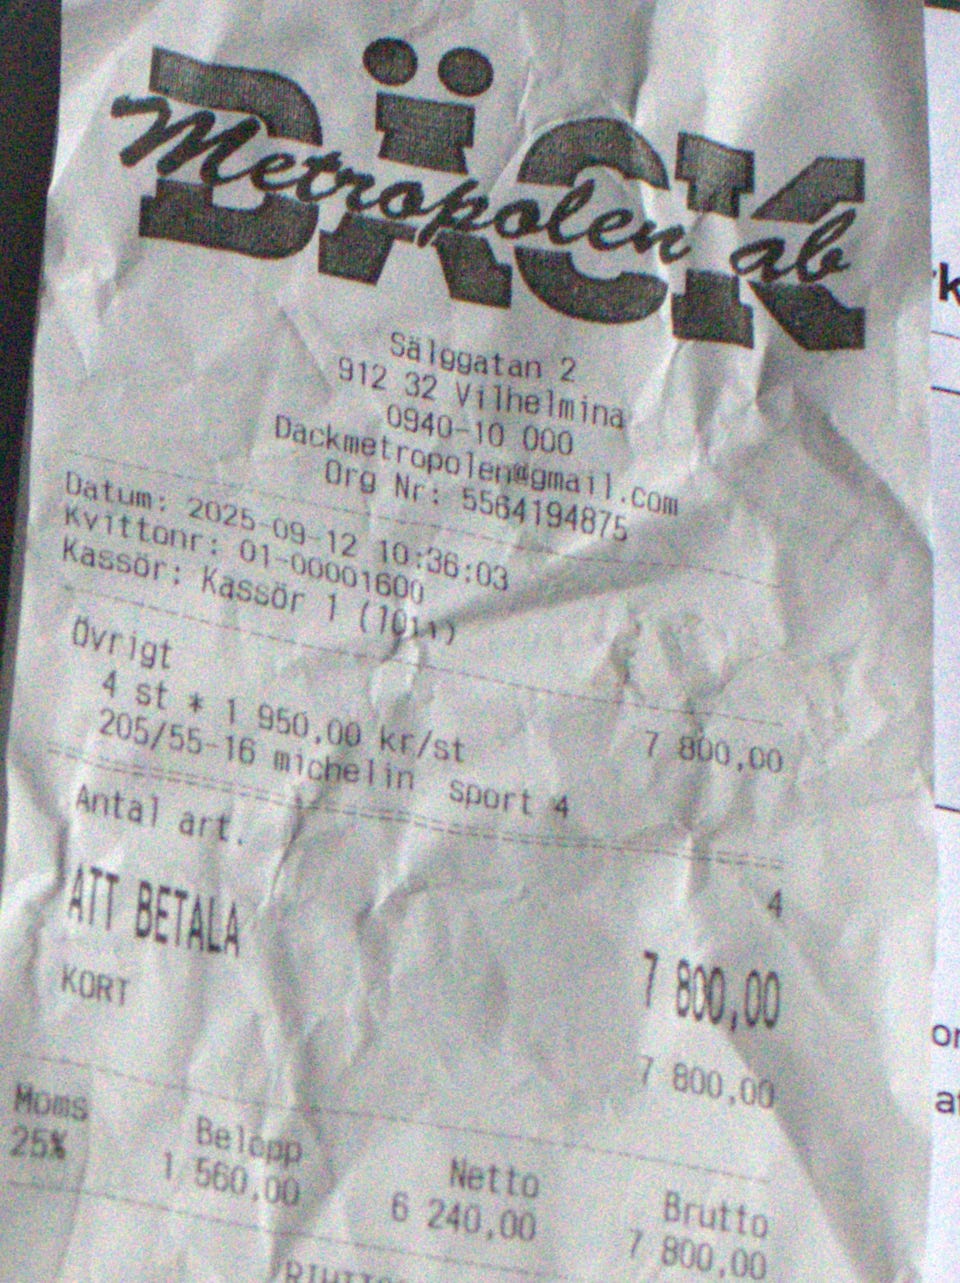 DÄCK
Metropolen ab
Sälggatan 2
912 32 Vilhelmina
0940-10 000
Dackmetropolen@gmail.com
Org Nr: 5564194875
Datum: 2025-09-12 10:36:03
Kvittonr: 01-00001600
Kassör: Kassör 1 (1011)
Övrigt
4 st * 1 950,00 kr/st 7 800,00
205/55-16 michelin sport 4
Antal art. 4
ATT BETALA 7 800,00
KORT 7 800,00
Moms Belopp Netto Brutto
25% 1 560,00 6 240,00 7 800,00